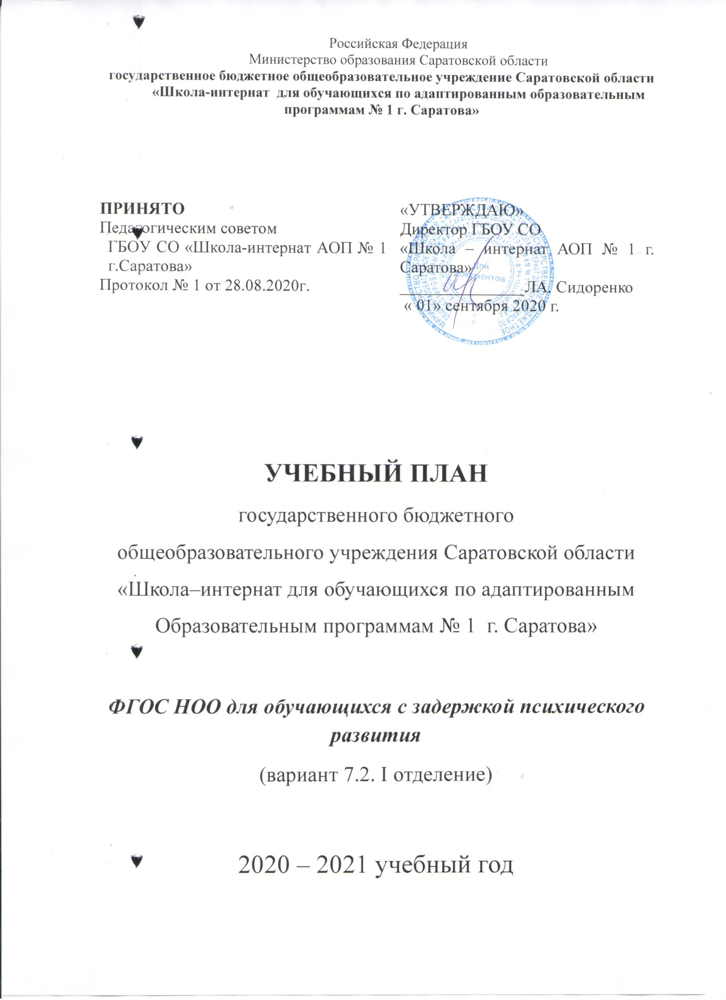 Российская Федерация
Министерство образования Саратовской области
государственное бюджетное общеобразовательное учреждение Саратовской области
«Школа-интернат для обучающихся по адаптированным образовательным
программам № 1 г. Саратова»
ПРИНЯТО
Педагогическим советом
ГБОУ СО «Школа-интернат АОП № 1
г.Саратова»
Протокол № 1 от 28.08.2020г.
«УТВЕРЖДАЮ»
Директор ГБОУ СО
«Школа – интернат АОП № 1 г.
Саратова»
_______________ЛА. Сидоренко
« 01» сентября 2020 г.
Для
документов
УЧЕБНЫЙ ПЛАН
государственного бюджетного
общеобразовательного учреждения Саратовской области
«Школа–интернат для обучающихся по адаптированным
Образовательным программам № 1 г. Саратова»
ФГОС НОО для обучающихся с задержкой психического
развития
(вариант 7.2. I отделение)
2020 – 2021 учебный год